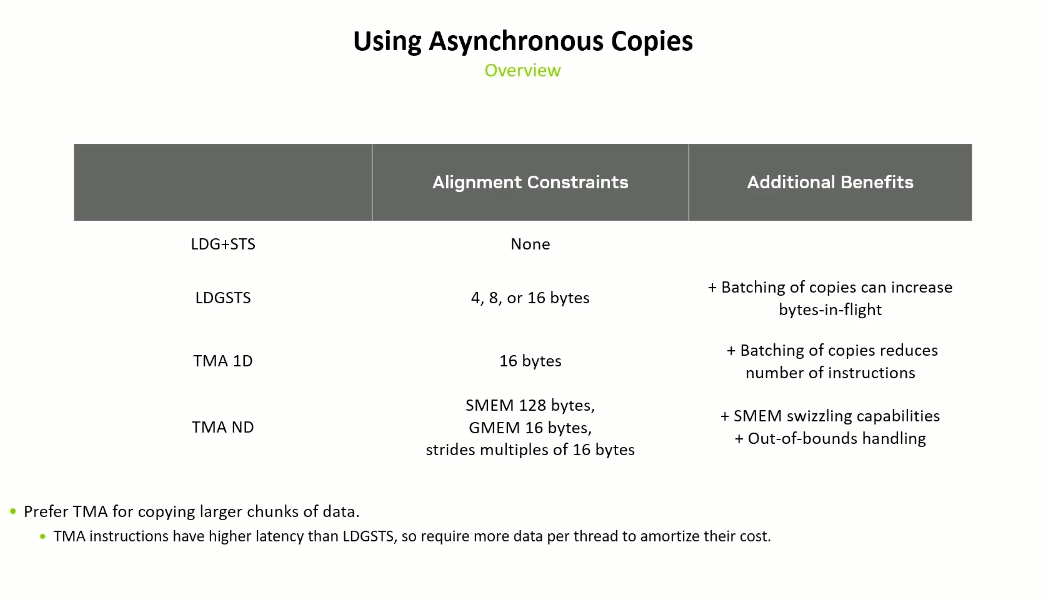 Using Asynchronous Copies
Overview
Alignment Constraints
Additional Benefits
LDG+STS
None
LDGSTS
4, 8, or 16 bytes
+ Batching of copies can increase
bytes-in-flight
TMA 1D
16 bytes
+ Batching of copies reduces
number of instructions
TMA ND
SMEM 128 bytes,
GMEM 16 bytes,
strides multiples of 16 bytes
+ SMEM swizzling capabilities
+ Out-of-bounds handling
• Prefer TMA for copying larger chunks of data.
• TMA instructions have higher latency than LDGSTS, so require more data per thread to amortize their cost.